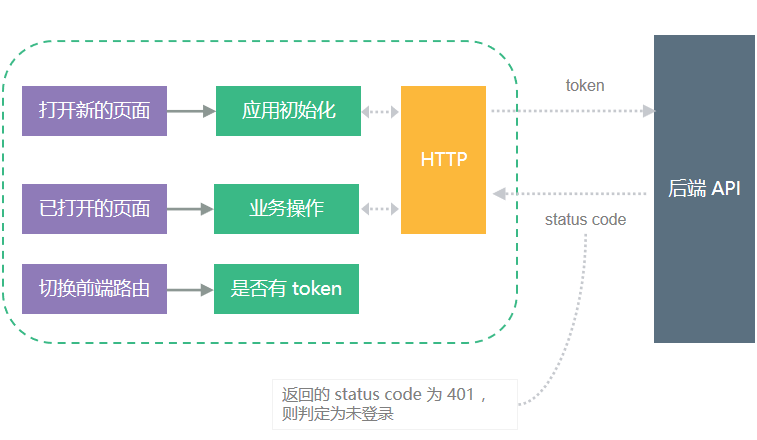 打开新的页面
应用初始化
HTTP
token
后端 API
已打开的页面
业务操作
status code
切换前端路由
是否有 token
返回的 status code 为 401，
则判定为未登录